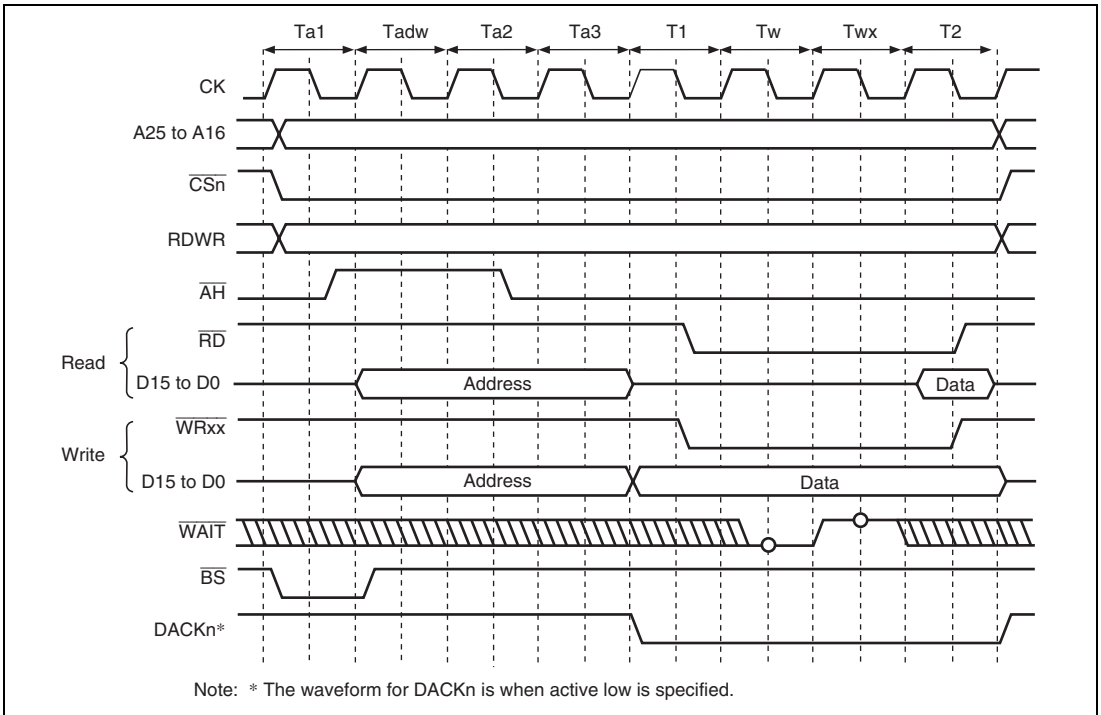 Ta1 Tadw Ta2 Ta3 T1 Tw Twx T2
CK
A25 to A16
CSn
RDWR
AH
RD
Read
D15 to D0 Address Data
WRxx
Write
D15 to D0 Address Data
WAIT
BS
DACKn*
Note: * The waveform for DACKn is when active low is specified.